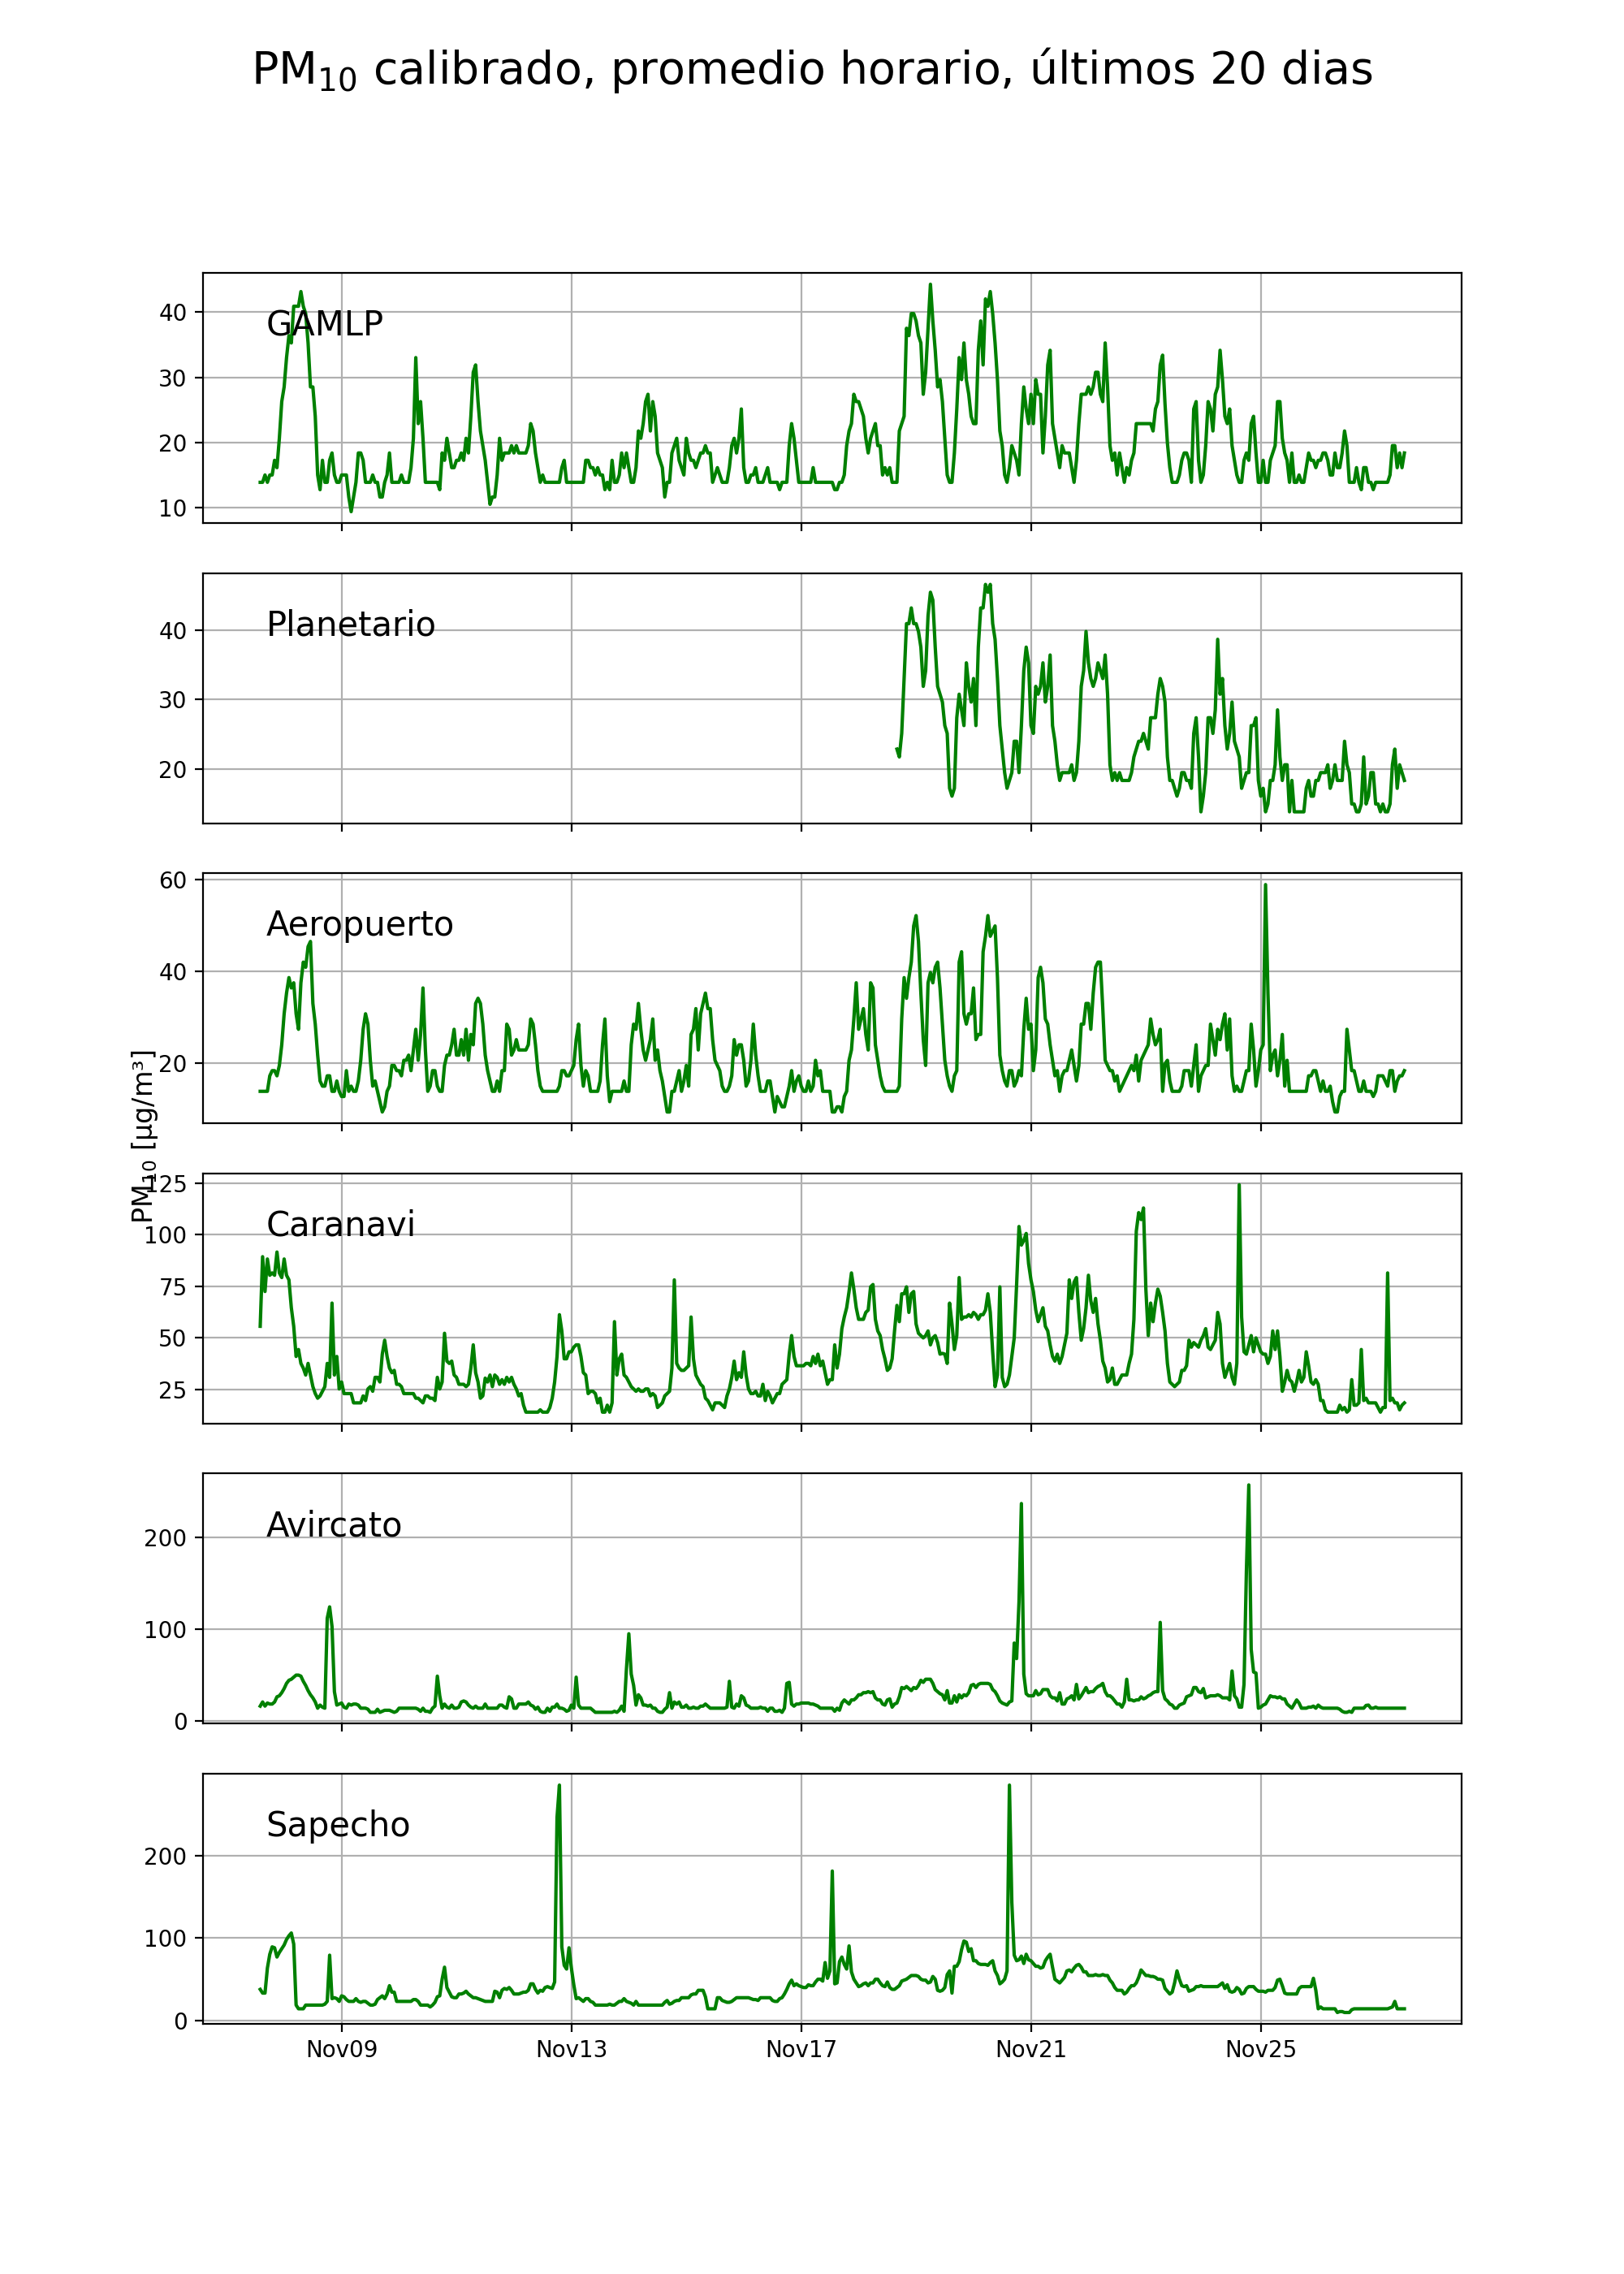 PM₁₀ calibrado, promedio horario, últimos 20 dias
GAMLP
40
30
20
10
Planetario
40
30
20
Aeropuerto
60
40
20
PM₁₀ [µg/m³]
Caranavi
125
100
75
50
25
Avircato
200
100
0
Sapecho
200
100
0
Nov09 Nov13 Nov17 Nov21 Nov25